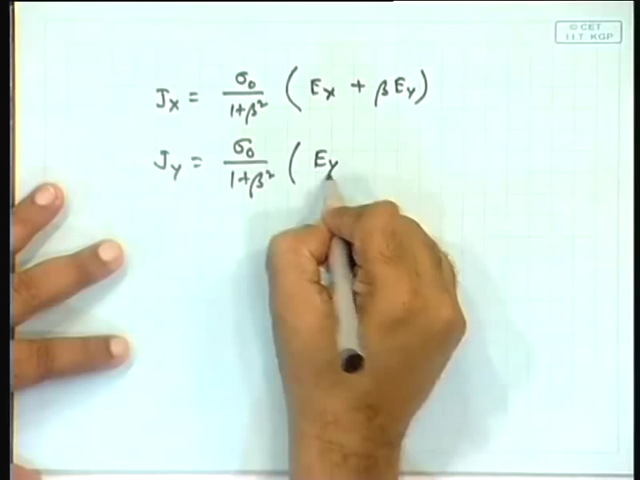 © CET
I.I.T. KGP
Jx = σ₀/(1+β²) ( Ex + β Ey )
Jy = σ₀/(1+β²) ( Ey